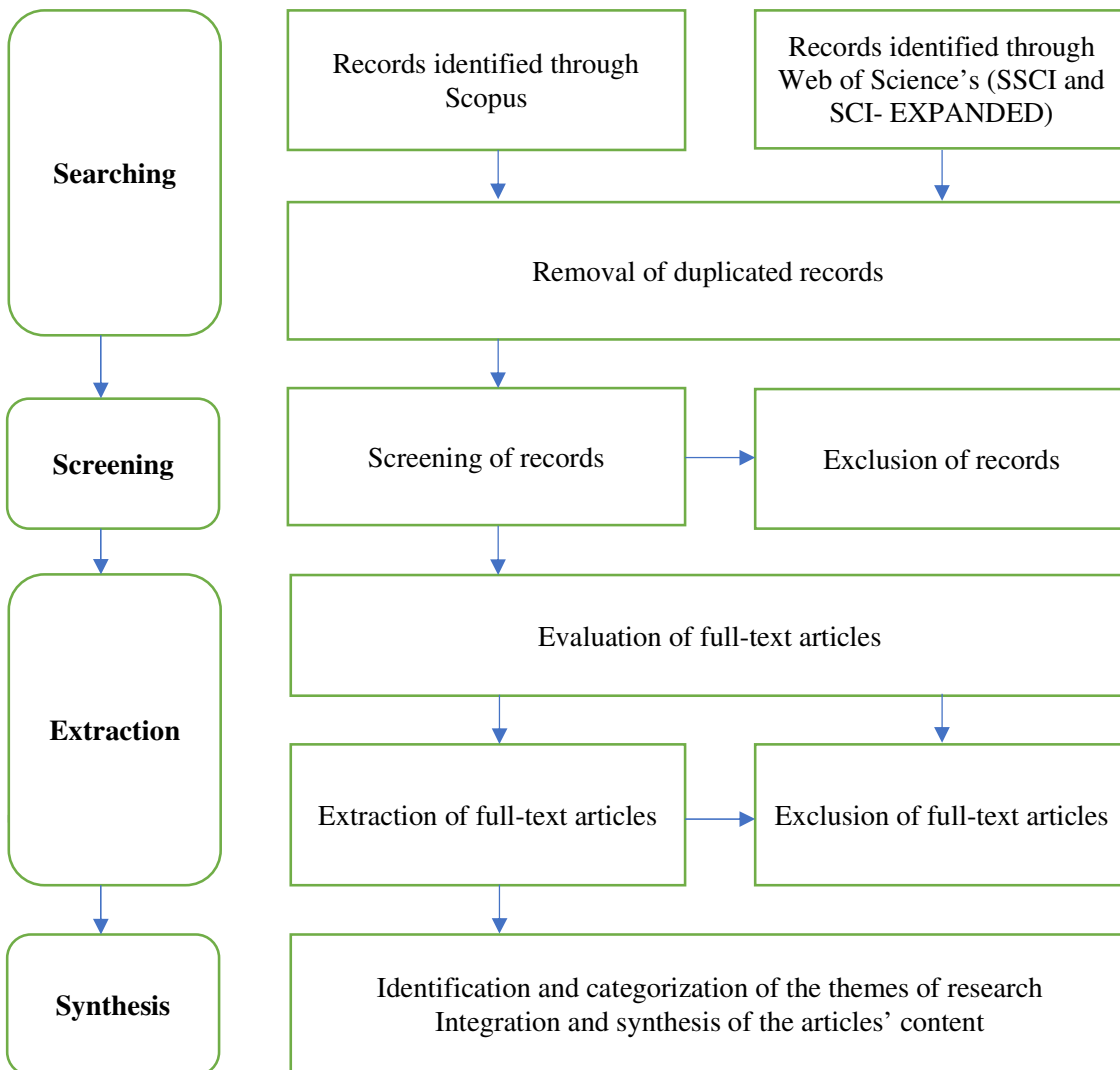 Searching
Records identified through
Scopus
Records identified through
Web of Science’s (SSCI and
SCI- EXPANDED)
Removal of duplicated records
Screening
Screening of records
Exclusion of records
Extraction
Evaluation of full-text articles
Extraction of full-text articles
Exclusion of full-text articles
Synthesis
Identification and categorization of the themes of research
Integration and synthesis of the articles’ content